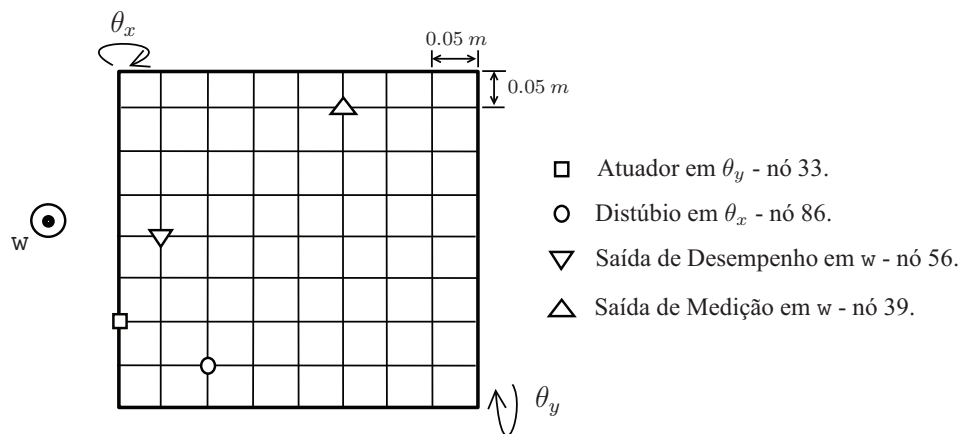 θx
0.05 m
0.05 m
w
θy
Atuador em θy - nó 33.
Distúbio em θx - nó 86.
Saída de Desempenho em w - nó 56.
Saída de Medição em w - nó 39.